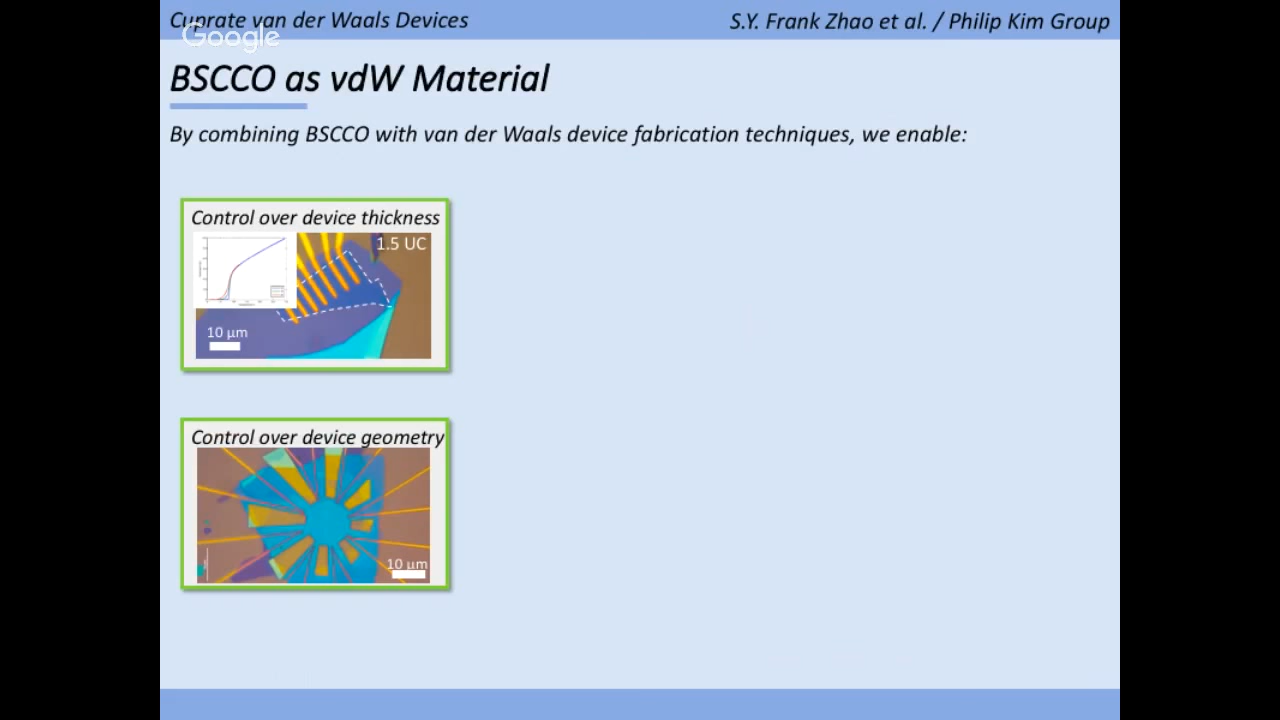 Cuprate van der Waals Devices
S.Y. Frank Zhao et al. / Philip Kim Group
Google
BSCCO as vdW Material
By combining BSCCO with van der Waals device fabrication techniques, we enable:
Control over device thickness
1.5 UC
10 μm
Control over device geometry
10 μm